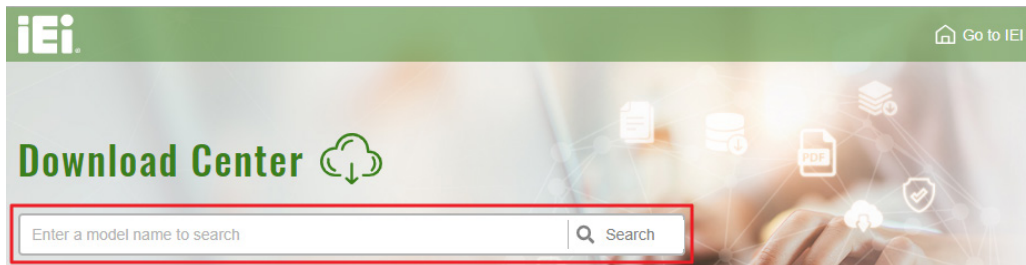 iEi
Go to IEI
Download Center
PDF
Enter a model name to search
Search